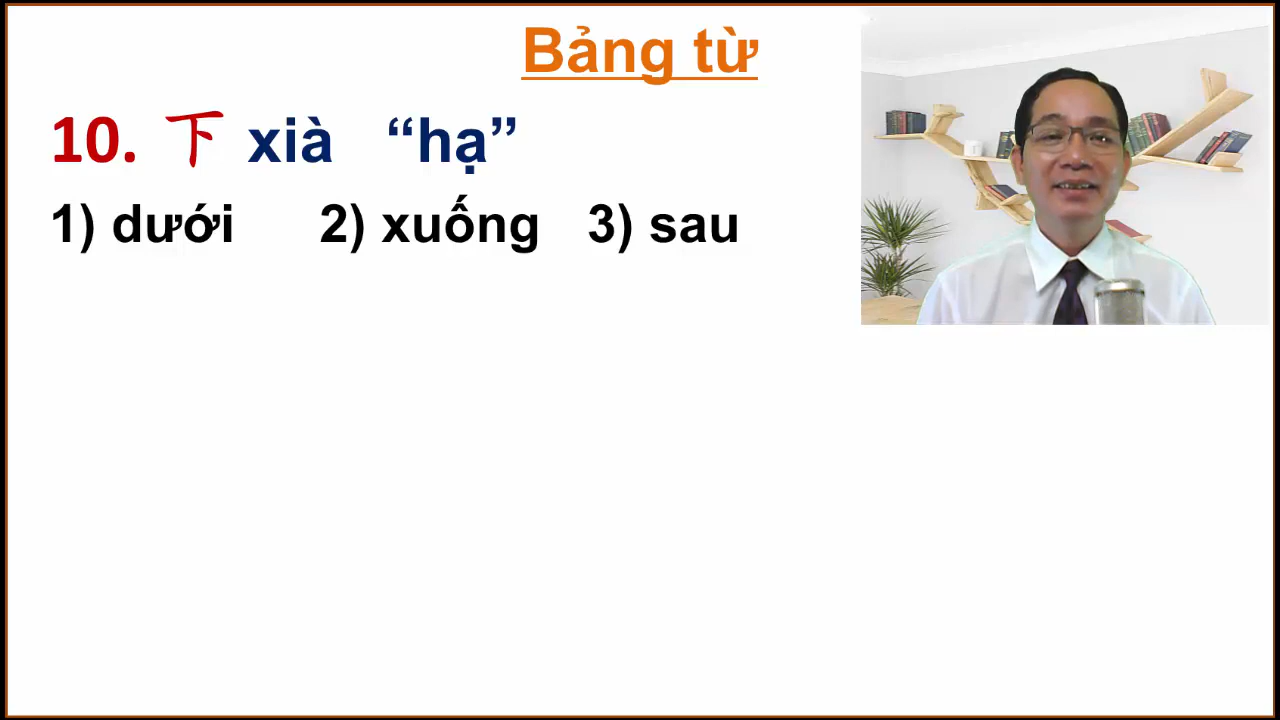 Bảng từ
10. 下 xià “hạ”
1) dưới 2) xuống 3) sau